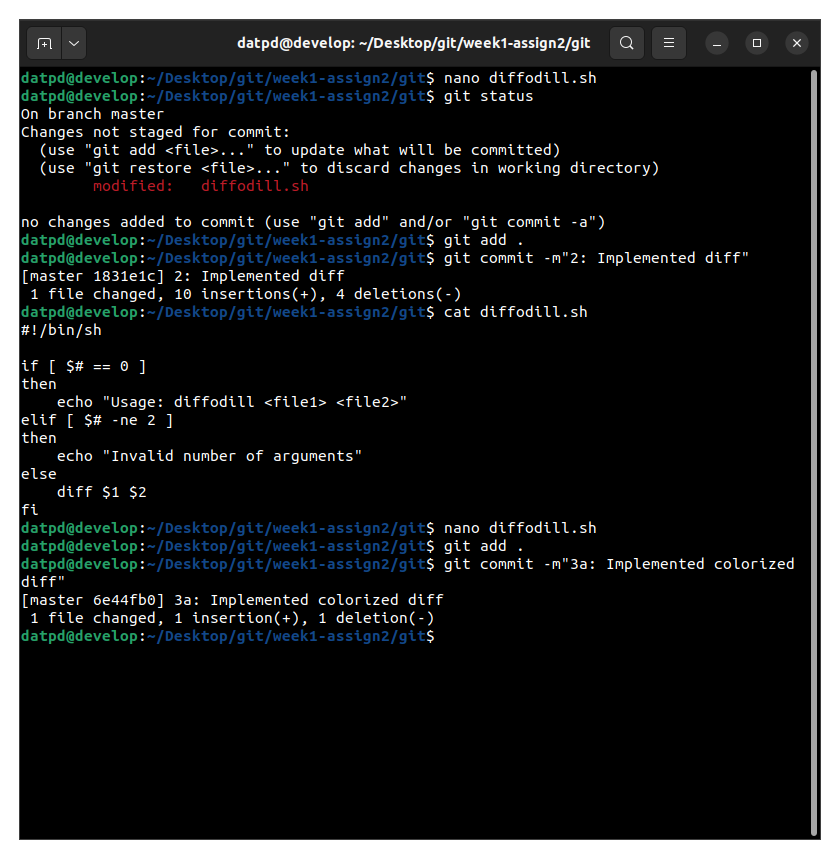 datpd@develop: ~/Desktop/git/week1-assign2/git
datpd@develop:~/Desktop/git/week1-assign2/git$ nano diffodill.sh
datpd@develop:~/Desktop/git/week1-assign2/git$ git status
On branch master
Changes not staged for commit:
  (use "git add <file>..." to update what will be committed)
  (use "git restore <file>..." to discard changes in working directory)
        modified:   diffodill.sh

no changes added to commit (use "git add" and/or "git commit -a")
datpd@develop:~/Desktop/git/week1-assign2/git$ git add .
datpd@develop:~/Desktop/git/week1-assign2/git$ git commit -m"2: Implemented diff"
[master 1831e1c] 2: Implemented diff
 1 file changed, 10 insertions(+), 4 deletions(-)
datpd@develop:~/Desktop/git/week1-assign2/git$ cat diffodill.sh
#!/bin/sh

if [ $# == 0 ]
then
    echo "Usage: diffodill <file1> <file2>"
elif [ $# -ne 2 ]
then
    echo "Invalid number of arguments"
else
    diff $1 $2
fi
datpd@develop:~/Desktop/git/week1-assign2/git$ nano diffodill.sh
datpd@develop:~/Desktop/git/week1-assign2/git$ git add .
datpd@develop:~/Desktop/git/week1-assign2/git$ git commit -m"3a: Implemented colorized
diff"
[master 6e44fb0] 3a: Implemented colorized diff
 1 file changed, 1 insertion(+), 1 deletion(-)
datpd@develop:~/Desktop/git/week1-assign2/git$